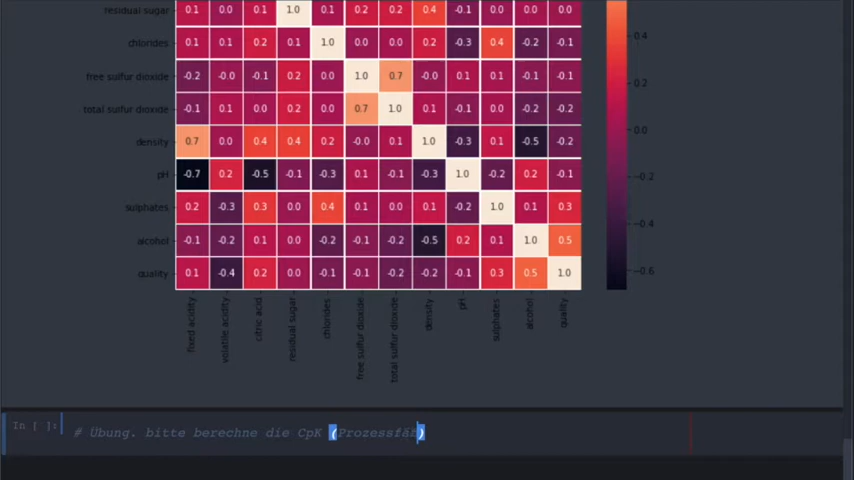 residual sugar 0.1 0.0 0.1 1.0 0.1 0.2 0.2 0.4 -0.1 0.0 0.0 0.0
chlorides 0.1 0.1 0.2 0.1 1.0 0.0 0.0 0.2 -0.3 0.4 -0.2 -0.1
free sulfur dioxide -0.2 -0.0 -0.1 0.2 0.0 1.0 0.7 -0.0 0.1 0.1 -0.1 -0.1
total sulfur dioxide -0.1 0.1 0.0 0.2 0.0 0.7 1.0 0.1 -0.1 0.0 -0.2 -0.2
density 0.7 0.0 0.4 0.4 0.2 -0.0 0.1 1.0 -0.3 0.1 -0.5 -0.2
pH -0.7 0.2 -0.5 -0.1 -0.3 0.1 -0.1 -0.3 1.0 -0.2 0.2 -0.1
sulphates 0.2 -0.3 0.3 0.0 0.4 0.1 0.0 0.1 -0.2 1.0 0.1 0.3
alcohol -0.1 -0.2 0.1 0.0 -0.2 -0.1 -0.2 -0.5 0.2 0.1 1.0 0.5
quality 0.1 -0.4 0.2 0.0 -0.1 -0.1 -0.2 -0.2 -0.1 0.3 0.5 1.0
fixed acidity
volatile acidity
citric acid
residual sugar
chlorides
free sulfur dioxide
total sulfur dioxide
density
pH
sulphates
alcohol
quality
0.4
0.2
0.0
−0.2
−0.4
−0.6
In [ ]: # Übung. bitte berechne die CpK ()